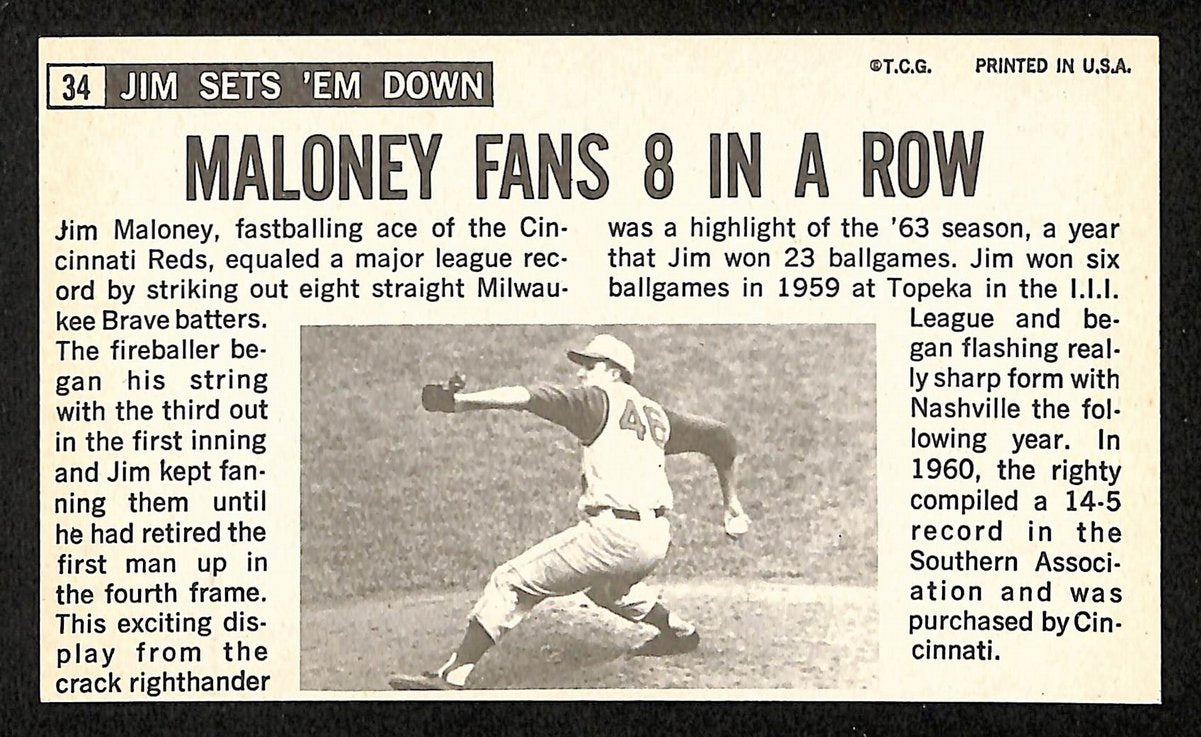 34 JIM SETS 'EM DOWN
©T.C.G. PRINTED IN U.S.A.
MALONEY FANS 8 IN A ROW
Jim Maloney, fastballing ace of the Cin-
cinnati Reds, equaled a major league rec-
ord by striking out eight straight Milwau-
kee Brave batters.
The fireballer be-
gan his string
with the third out
in the first inning
and Jim kept fan-
ning them until
he had retired the
first man up in
the fourth frame.
This exciting dis-
play from the
crack righthander
was a highlight of the '63 season, a year
that Jim won 23 ballgames. Jim won six
ballgames in 1959 at Topeka in the I.I.I.
League and be-
gan flashing real-
ly sharp form with
Nashville the fol-
lowing year. In
1960, the righty
compiled a 14-5
record in the
Southern Associ-
ation and was
purchased by Cin-
cinnati.
46